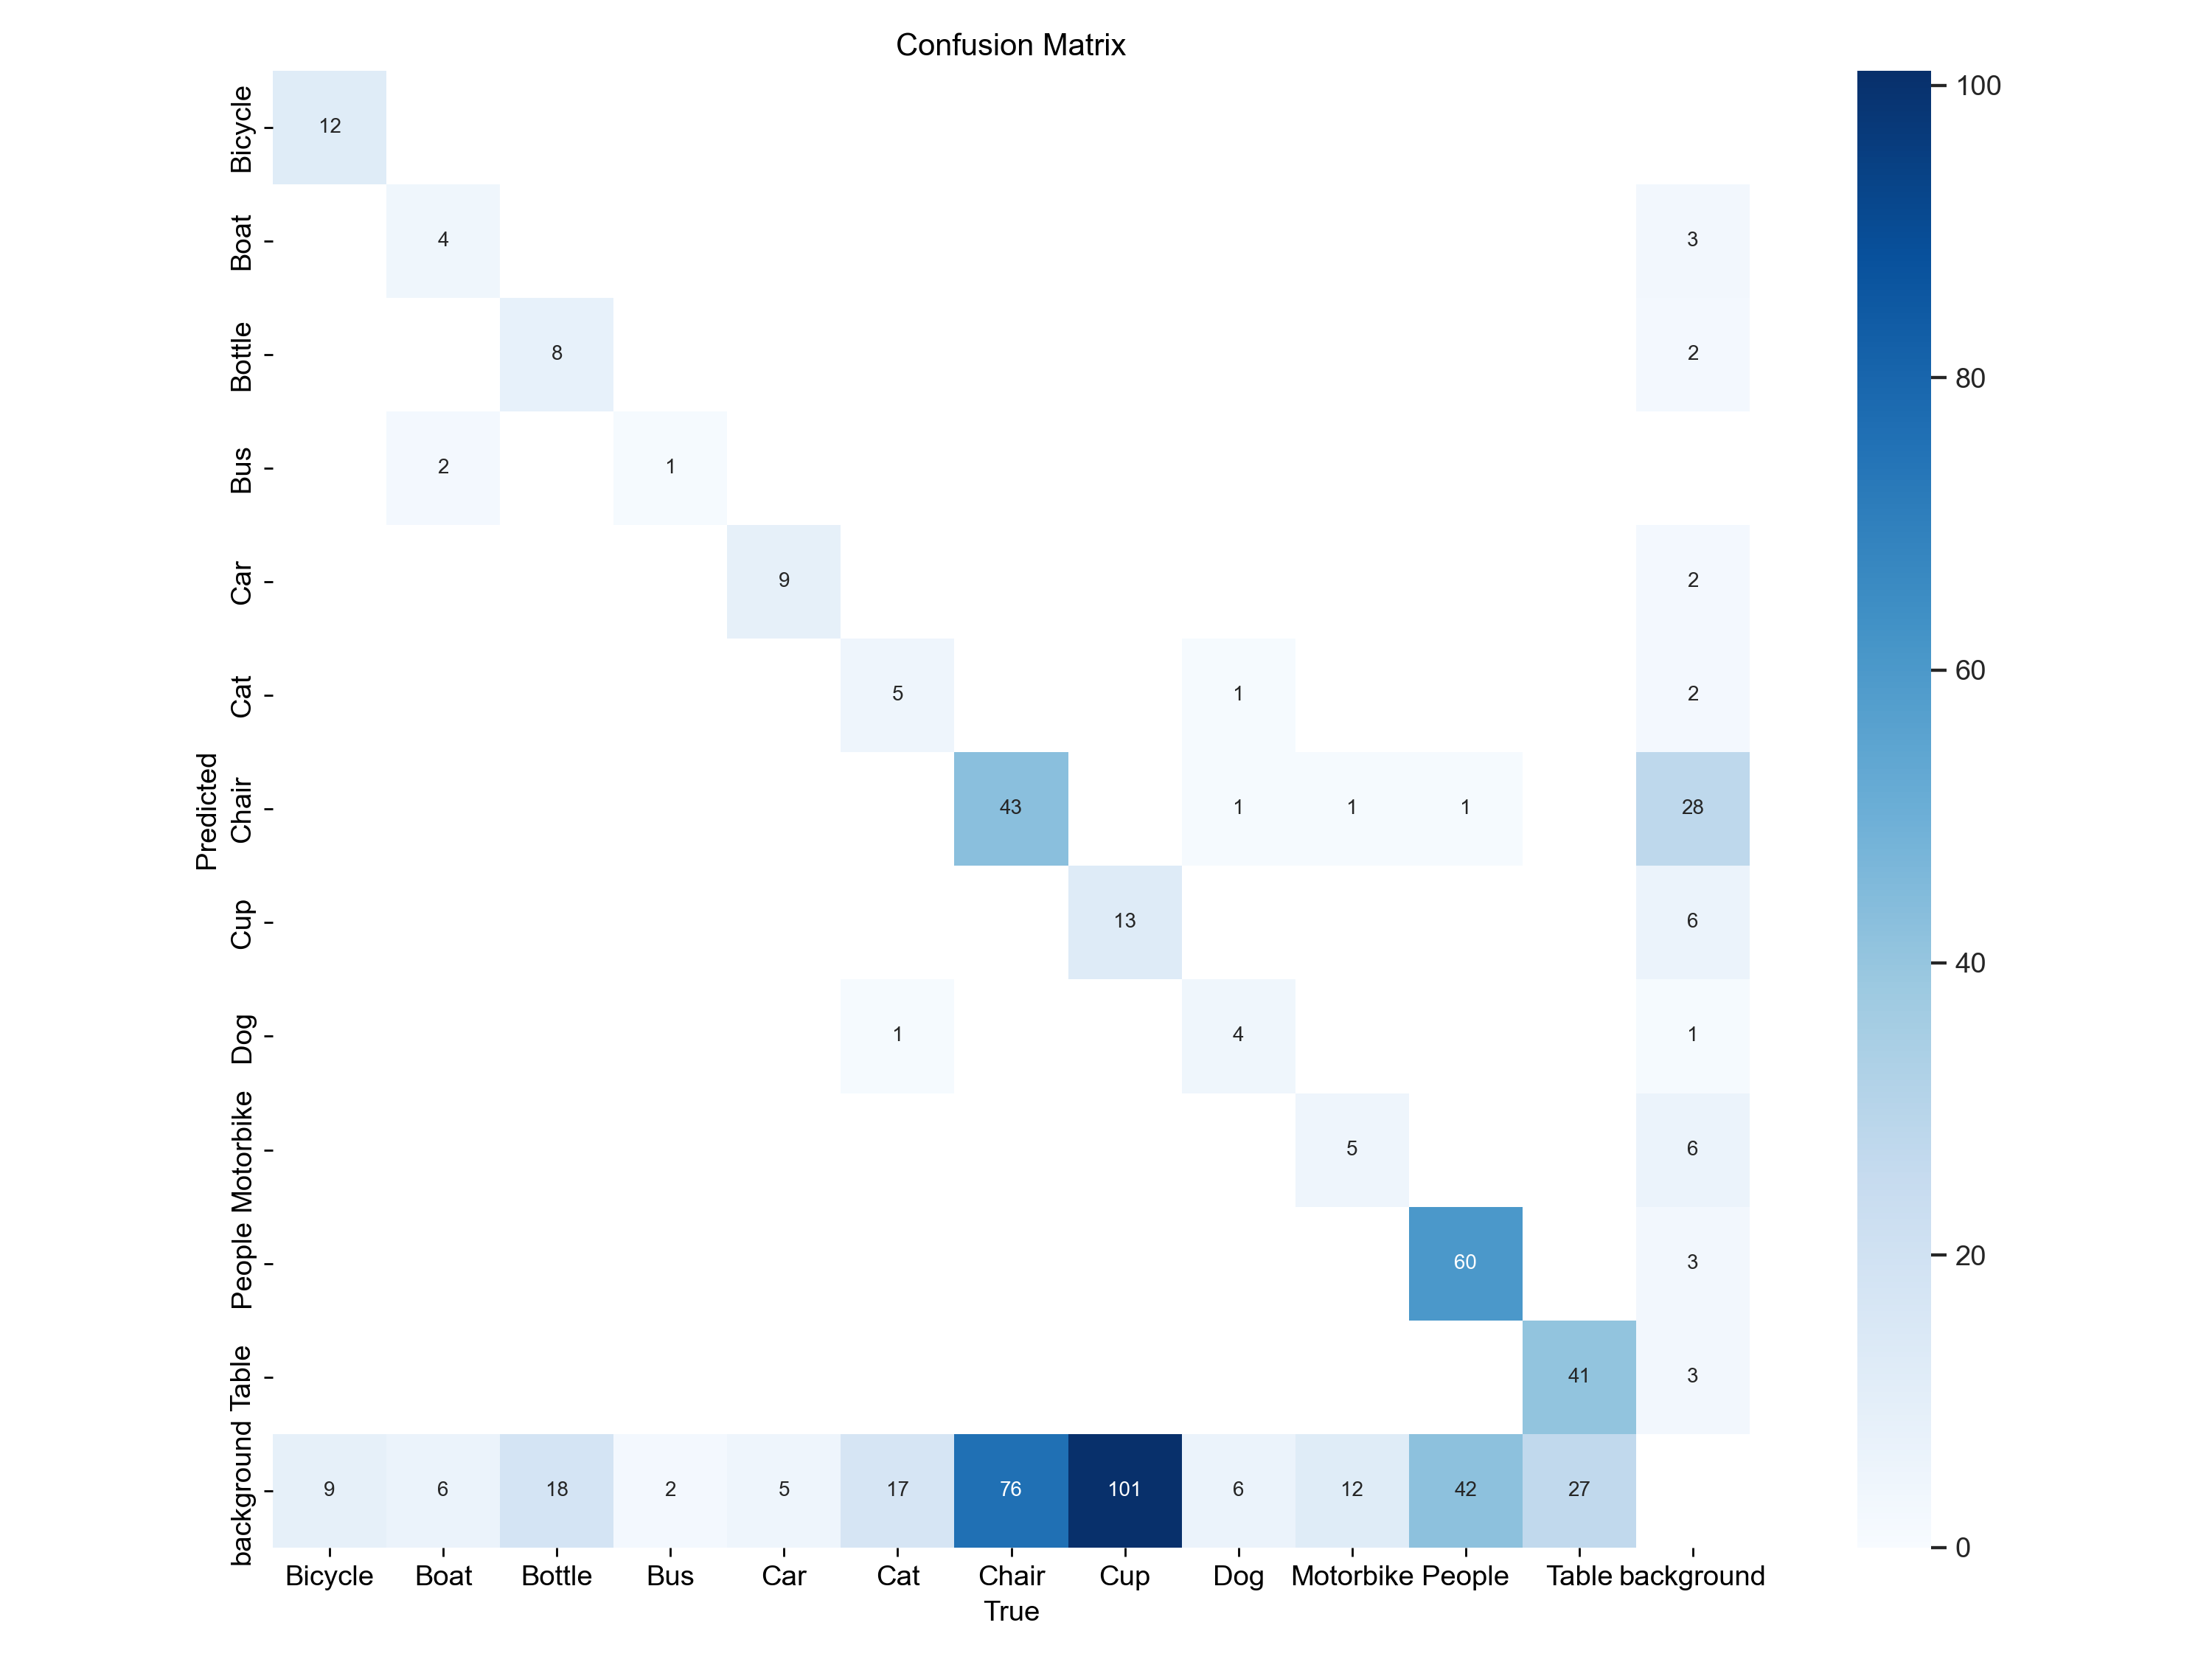 Confusion Matrix
Bicycle 12
Boat 4 3
Bottle 8 2
Bus 2 1
Car 9 2
Cat 5 1 2
Chair 43 1 1 1 28
Cup 13 6
Dog 1 4 1
Motorbike 5 6
People 60 3
Table 41 3
background 9 6 18 2 5 17 76 101 6 12 42 27
Predicted
Bicycle Boat Bottle Bus Car Cat Chair Cup Dog Motorbike People Table background
True
100
80
60
40
20
0